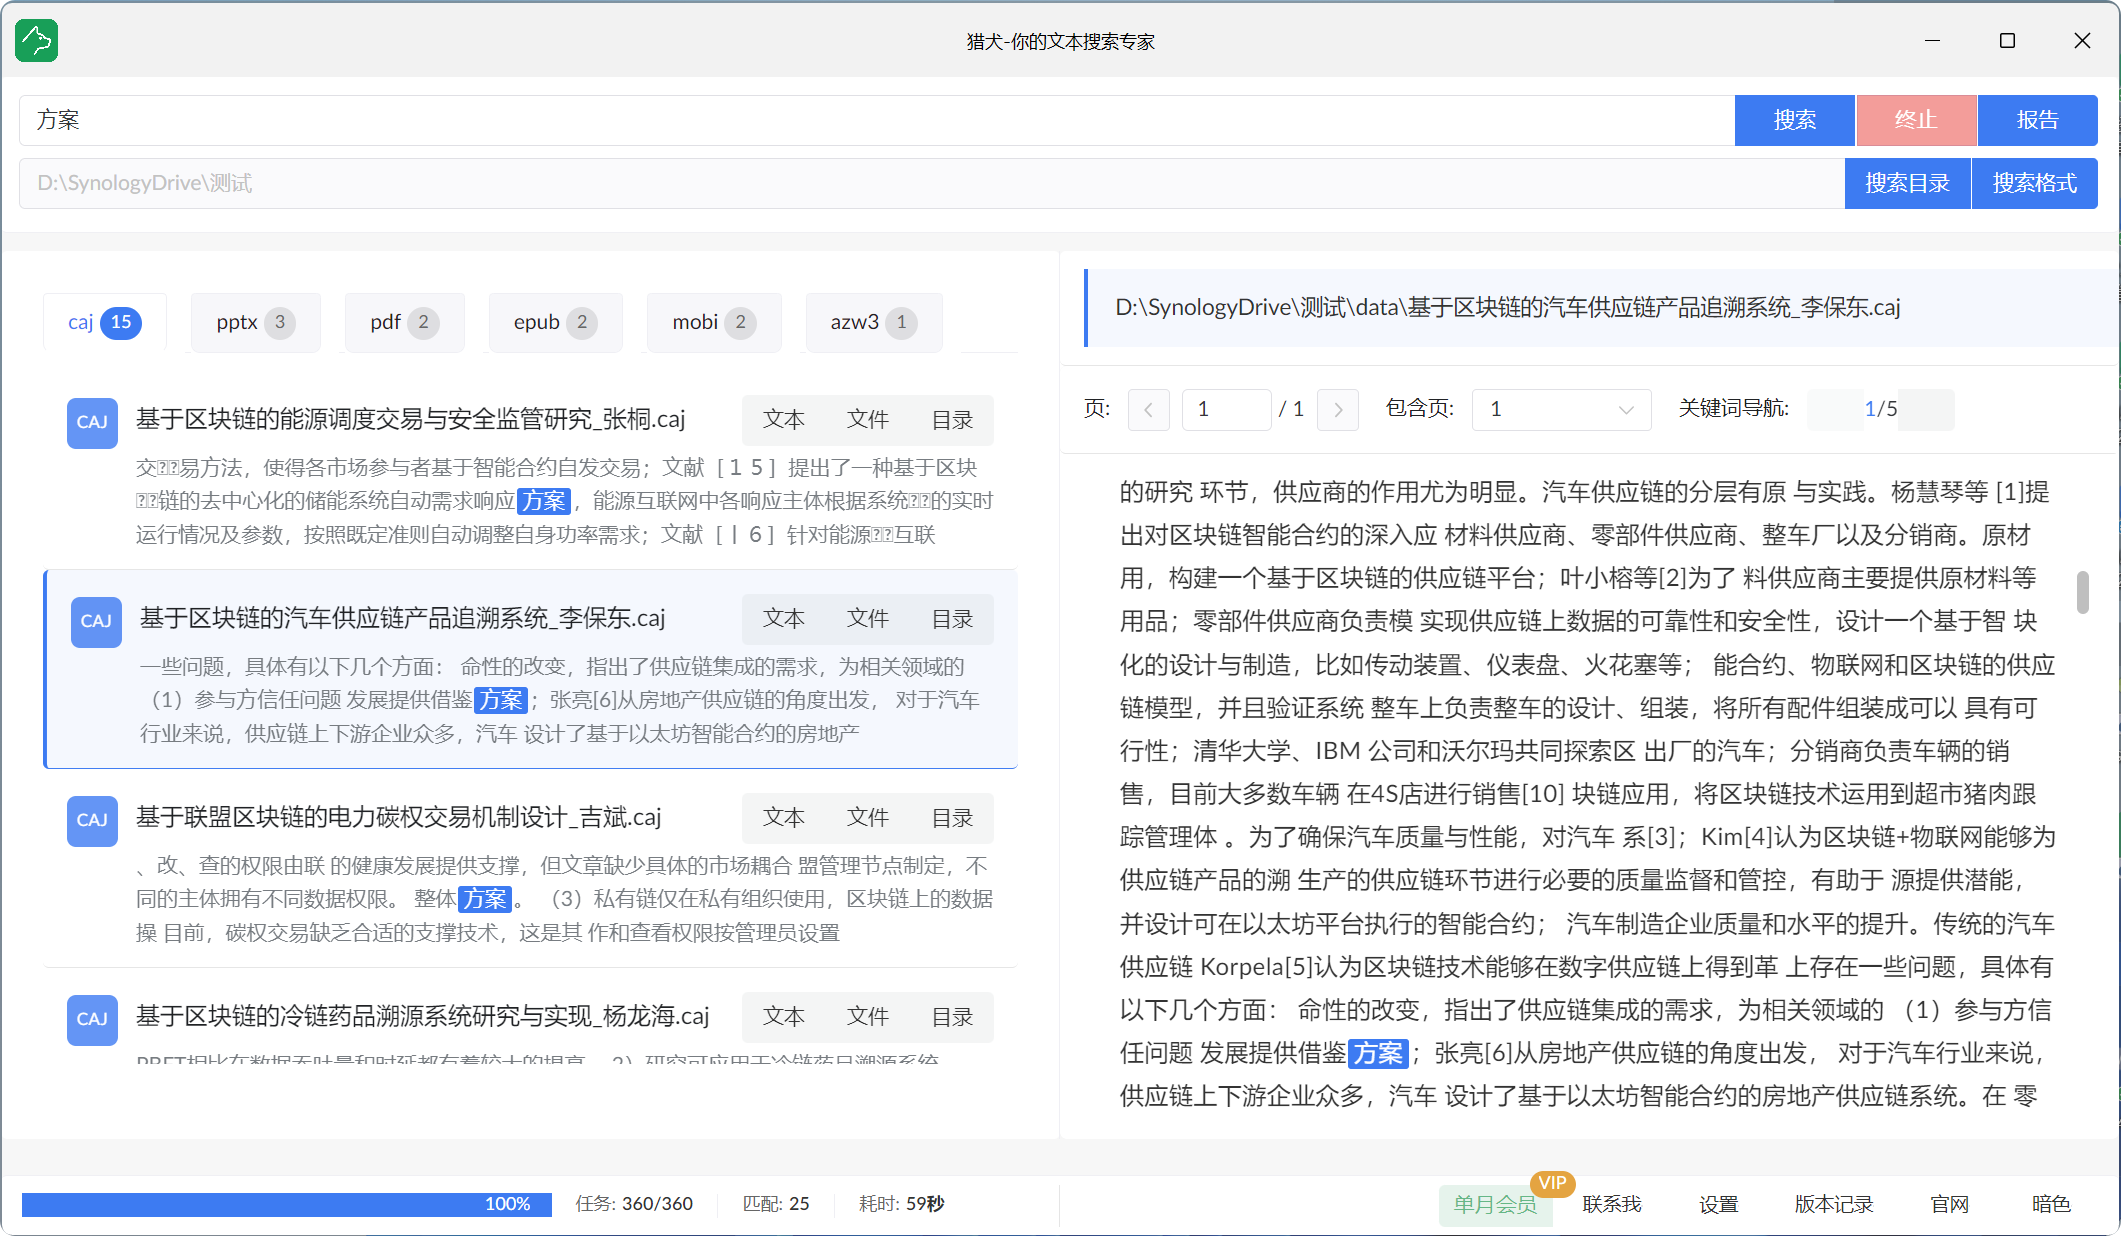 猎犬-你的文本搜索专家
方案
搜索
终止
报告
D:\SynologyDrive\测试
搜索目录
搜索格式
caj 15
pptx 3
pdf 2
epub 2
mobi 2
azw3 1
CAJ
基于区块链的能源调度交易与安全监管研究_张桐.caj
文本
文件
目录
交易方法，使得各市场参与者基于智能合约自发交易；文献［１５］提出了一种基于区块
链的去中心化的储能系统自动需求响应方案，能源互联网中各响应主体根据系统的实时
运行情况及参数，按照既定准则自动调整自身功率需求；文献［丨６］针对能源互联
CAJ
基于区块链的汽车供应链产品追溯系统_李保东.caj
文本
文件
目录
一些问题，具体有以下几个方面： 命性的改变，指出了供应链集成的需求，为相关领域的
（1）参与方信任问题 发展提供借鉴方案；张亮[6]从房地产供应链的角度出发， 对于汽车
行业来说，供应链上下游企业众多，汽车 设计了基于以太坊智能合约的房地产
CAJ
基于联盟区块链的电力碳权交易机制设计_吉斌.caj
文本
文件
目录
、改、查的权限由联 的健康发展提供支撑，但文章缺少具体的市场耦合 盟管理节点制定，不
同的主体拥有不同数据权限。 整体方案。 （3）私有链仅在私有组织使用，区块链上的数据
操 目前，碳权交易缺乏合适的支撑技术，这是其 作和查看权限按管理员设置
CAJ
基于区块链的冷链药品溯源系统研究与实现_杨龙海.caj
文本
文件
目录
PBFT相比在数据吞吐量和时延都有着较大的提高。 2）研究可应用于冷链药品溯源系统
D:\SynologyDrive\测试\data\基于区块链的汽车供应链产品追溯系统_李保东.caj
页:
1
/ 1
包含页:
1
关键词导航:
1/5
的研究 环节，供应商的作用尤为明显。汽车供应链的分层有原 与实践。杨慧琴等 [1]提
出对区块链智能合约的深入应 材料供应商、零部件供应商、整车厂以及分销商。原材
用，构建一个基于区块链的供应链平台；叶小榕等[2]为了 料供应商主要提供原材料等
用品；零部件供应商负责模 实现供应链上数据的可靠性和安全性，设计一个基于智 块
化的设计与制造，比如传动装置、仪表盘、火花塞等； 能合约、物联网和区块链的供应
链模型，并且验证系统 整车上负责整车的设计、组装，将所有配件组装成可以 具有可
行性；清华大学、IBM 公司和沃尔玛共同探索区 出厂的汽车；分销商负责车辆的销
售，目前大多数车辆 在4S店进行销售[10] 块链应用，将区块链技术运用到超市猪肉跟
踪管理体 。为了确保汽车质量与性能，对汽车 系[3]；Kim[4]认为区块链+物联网能够为
供应链产品的溯 生产的供应链环节进行必要的质量监督和管控，有助于 源提供潜能，
并设计可在以太坊平台执行的智能合约； 汽车制造企业质量和水平的提升。传统的汽车
供应链 Korpela[5]认为区块链技术能够在数字供应链上得到革 上存在一些问题，具体有
以下几个方面： 命性的改变，指出了供应链集成的需求，为相关领域的 （1）参与方信
任问题 发展提供借鉴方案；张亮[6]从房地产供应链的角度出发， 对于汽车行业来说，
供应链上下游企业众多，汽车 设计了基于以太坊智能合约的房地产供应链系统。在 零
100%
任务: 360/360
匹配: 25
耗时: 59秒
单月会员
VIP
联系我
设置
版本记录
官网
暗色